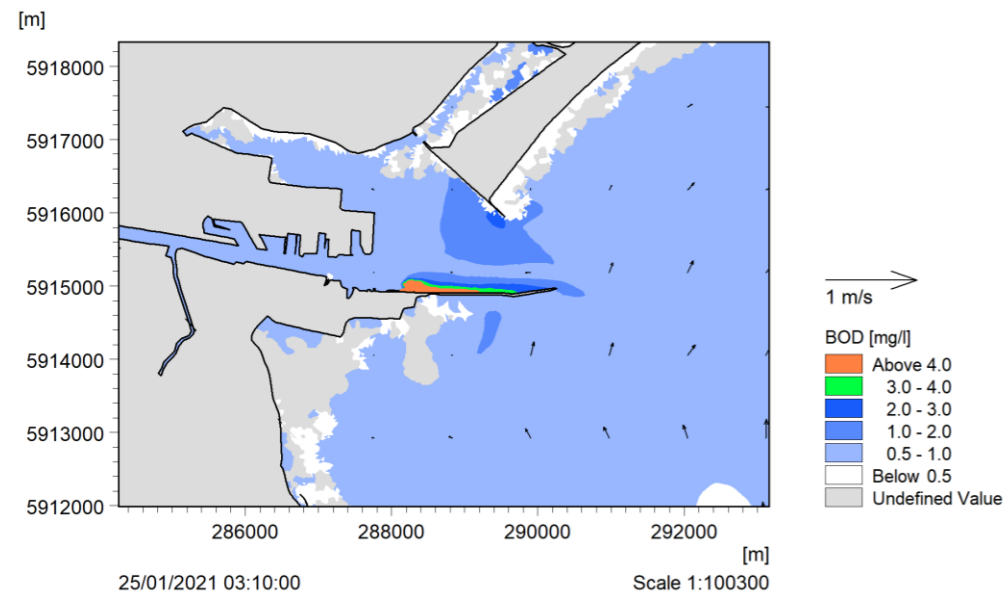 [m]
5918000
5917000
5916000
5915000
5914000
5913000
5912000
286000 288000 290000 292000
[m]
25/01/2021 03:10:00 Scale 1:100300
1 m/s
BOD [mg/l]
Above 4.0
3.0 - 4.0
2.0 - 3.0
1.0 - 2.0
0.5 - 1.0
Below 0.5
Undefined Value